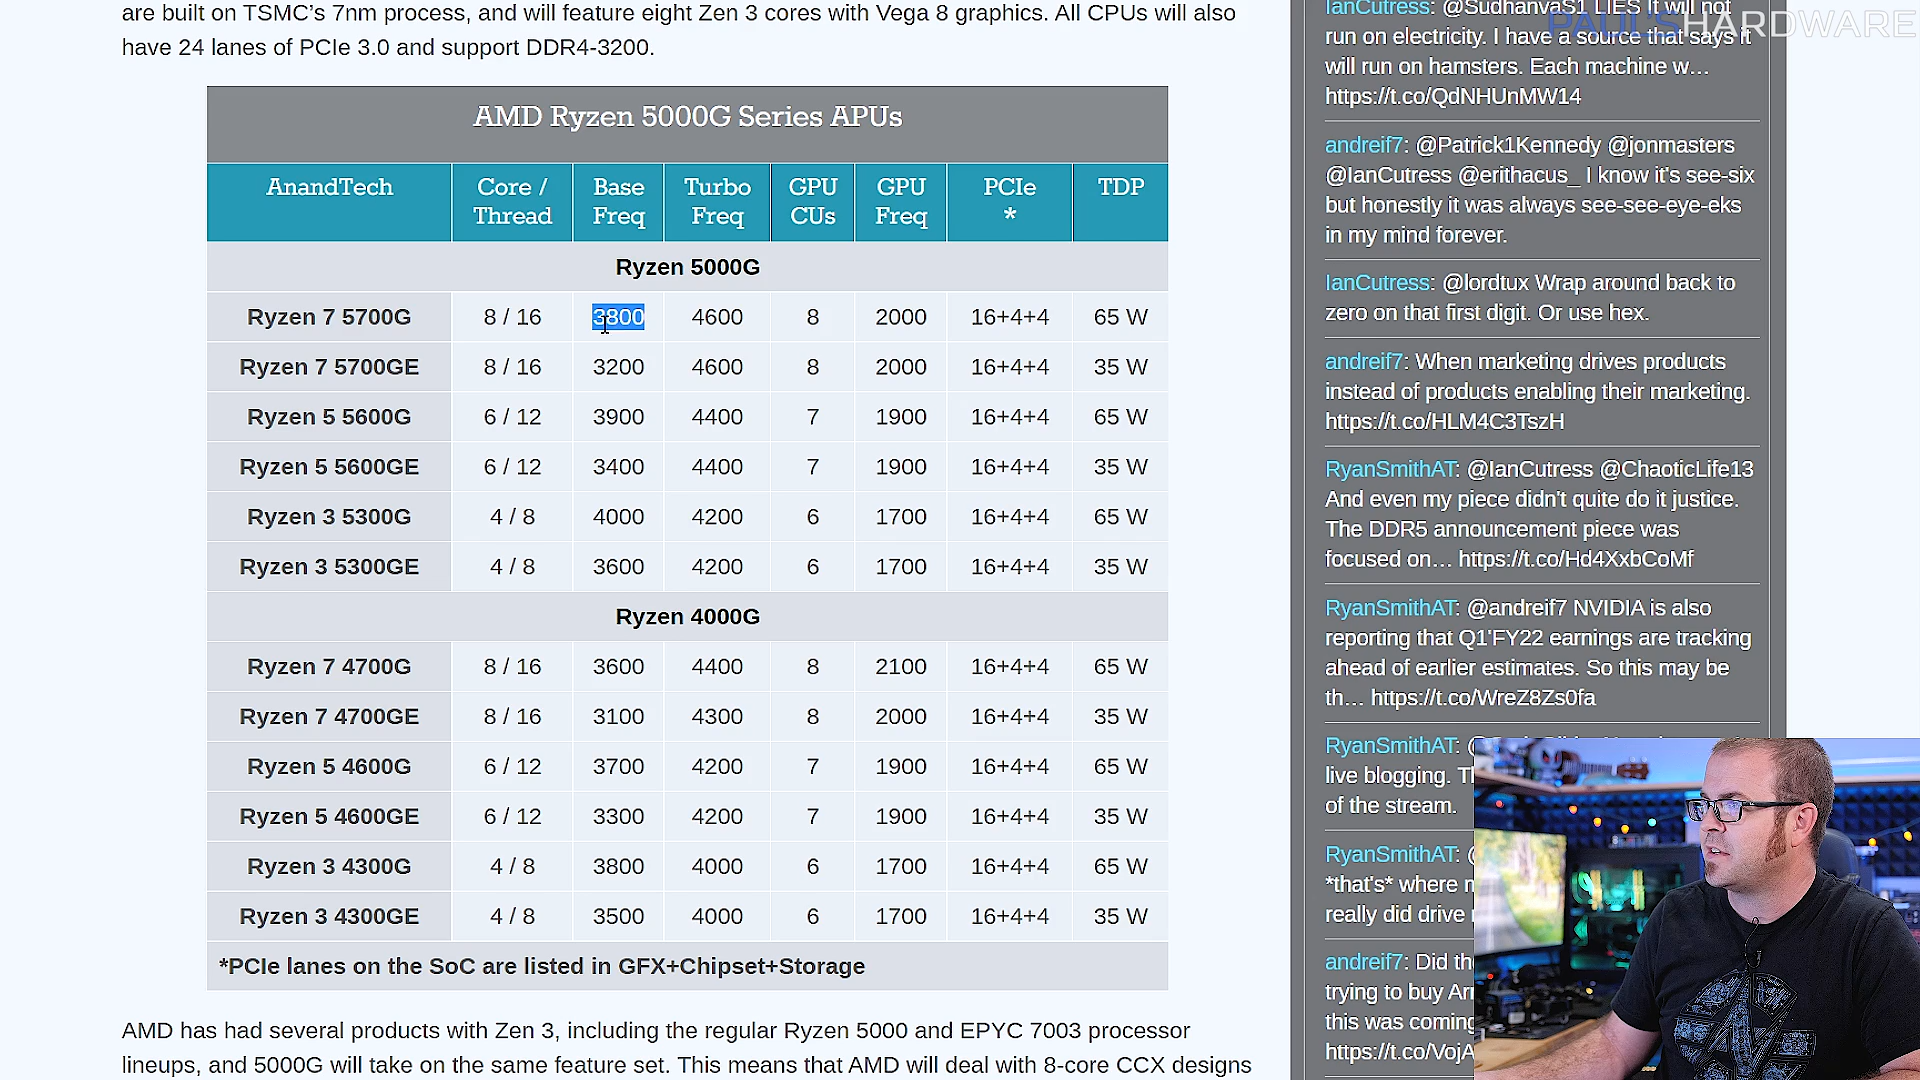 are built on TSMC's 7nm process, and will feature eight Zen 3 cores with Vega 8 graphics. All CPUs will also
have 24 lanes of PCIe 3.0 and support DDR4-3200.
AMD Ryzen 5000G Series APUs
AnandTech Core / Thread Base Freq Turbo Freq GPU CUs GPU Freq PCIe * TDP
Ryzen 5000G
Ryzen 7 5700G 8 / 16 3800 4600 8 2000 16+4+4 65 W
Ryzen 7 5700GE 8 / 16 3200 4600 8 2000 16+4+4 35 W
Ryzen 5 5600G 6 / 12 3900 4400 7 1900 16+4+4 65 W
Ryzen 5 5600GE 6 / 12 3400 4400 7 1900 16+4+4 35 W
Ryzen 3 5300G 4 / 8 4000 4200 6 1700 16+4+4 65 W
Ryzen 3 5300GE 4 / 8 3600 4200 6 1700 16+4+4 35 W
Ryzen 4000G
Ryzen 7 4700G 8 / 16 3600 4400 8 2100 16+4+4 65 W
Ryzen 7 4700GE 8 / 16 3100 4300 8 2000 16+4+4 35 W
Ryzen 5 4600G 6 / 12 3700 4200 7 1900 16+4+4 65 W
Ryzen 5 4600GE 6 / 12 3300 4200 7 1900 16+4+4 35 W
Ryzen 3 4300G 4 / 8 3800 4000 6 1700 16+4+4 65 W
Ryzen 3 4300GE 4 / 8 3500 4000 6 1700 16+4+4 35 W
*PCIe lanes on the SoC are listed in GFX+Chipset+Storage
AMD has had several products with Zen 3, including the regular Ryzen 5000 and EPYC 7003 processor
lineups, and 5000G will take on the same feature set. This means that AMD will deal with 8-core CCX designs
PAUL'S HARDWARE
IanCutress: @SudhanvaS1 LIES It will not
run on electricity. I have a source that says it
will run on hamsters. Each machine w…
https://t.co/QdNHUnMW14
andreif7: @Patrick1Kennedy @jonmasters
@IanCutress @erithacus_ I know it's see-six
but honestly it was always see-see-eye-eks
in my mind forever.
IanCutress: @lordtux Wrap around back to
zero on that first digit. Or use hex.
andreif7: When marketing drives products
instead of products enabling their marketing.
https://t.co/HLM4C3TszH
RyanSmithAT: @IanCutress @ChaoticLife13
And even my piece didn't quite do it justice.
The DDR5 announcement piece was
focused on… https://t.co/Hd4XxbCoMf
RyanSmithAT: @andreif7 NVIDIA is also
reporting that Q1'FY22 earnings are tracking
ahead of earlier estimates. So this may be
th… https://t.co/WreZ8Zs0fa
RyanSmithAT:
live blogging.
of the stream.
RyanSmithAT:
*that's* where
really did drive
andreif7: Did
trying to buy
this was coming
https://t.co/VojA